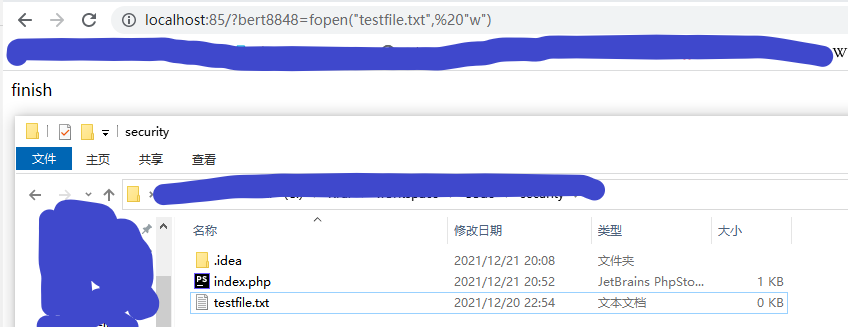 localhost:85/?bert8848=fopen("testfile.txt",%20"w")
w
finish
security
文件 主页 共享 查看
名称 修改日期 类型 大小
.idea 2021/12/21 20:08 文件夹
index.php 2021/12/21 20:52 JetBrains PhpSto... 1 KB
testfile.txt 2021/12/20 22:54 文本文档 0 KB